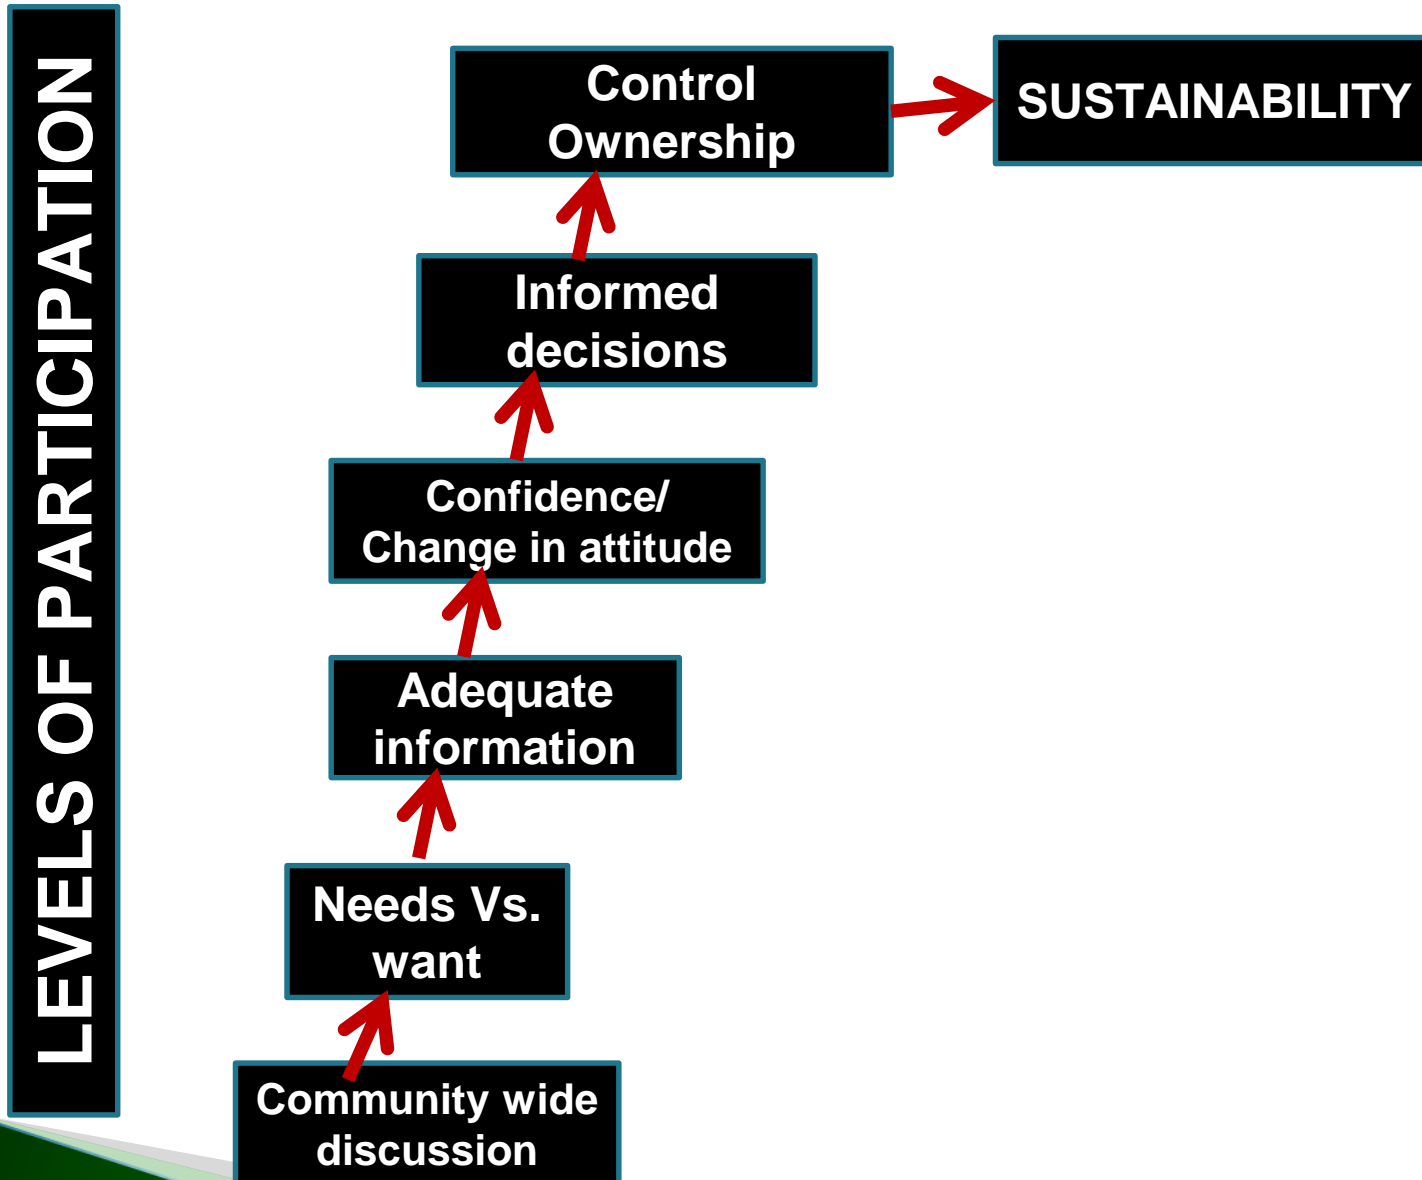 LEVELS OF PARTICIPATION
Control
Ownership
SUSTAINABILITY
Informed
decisions
Confidence/
Change in attitude
Adequate
information
Needs Vs.
want
Community wide
discussion